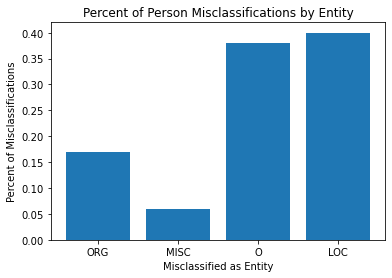 Percent of Person Misclassifications by Entity
Percent of Misclassifications
0.40
0.35
0.30
0.25
0.20
0.15
0.10
0.05
0.00
ORG MISC O LOC
Misclassified as Entity